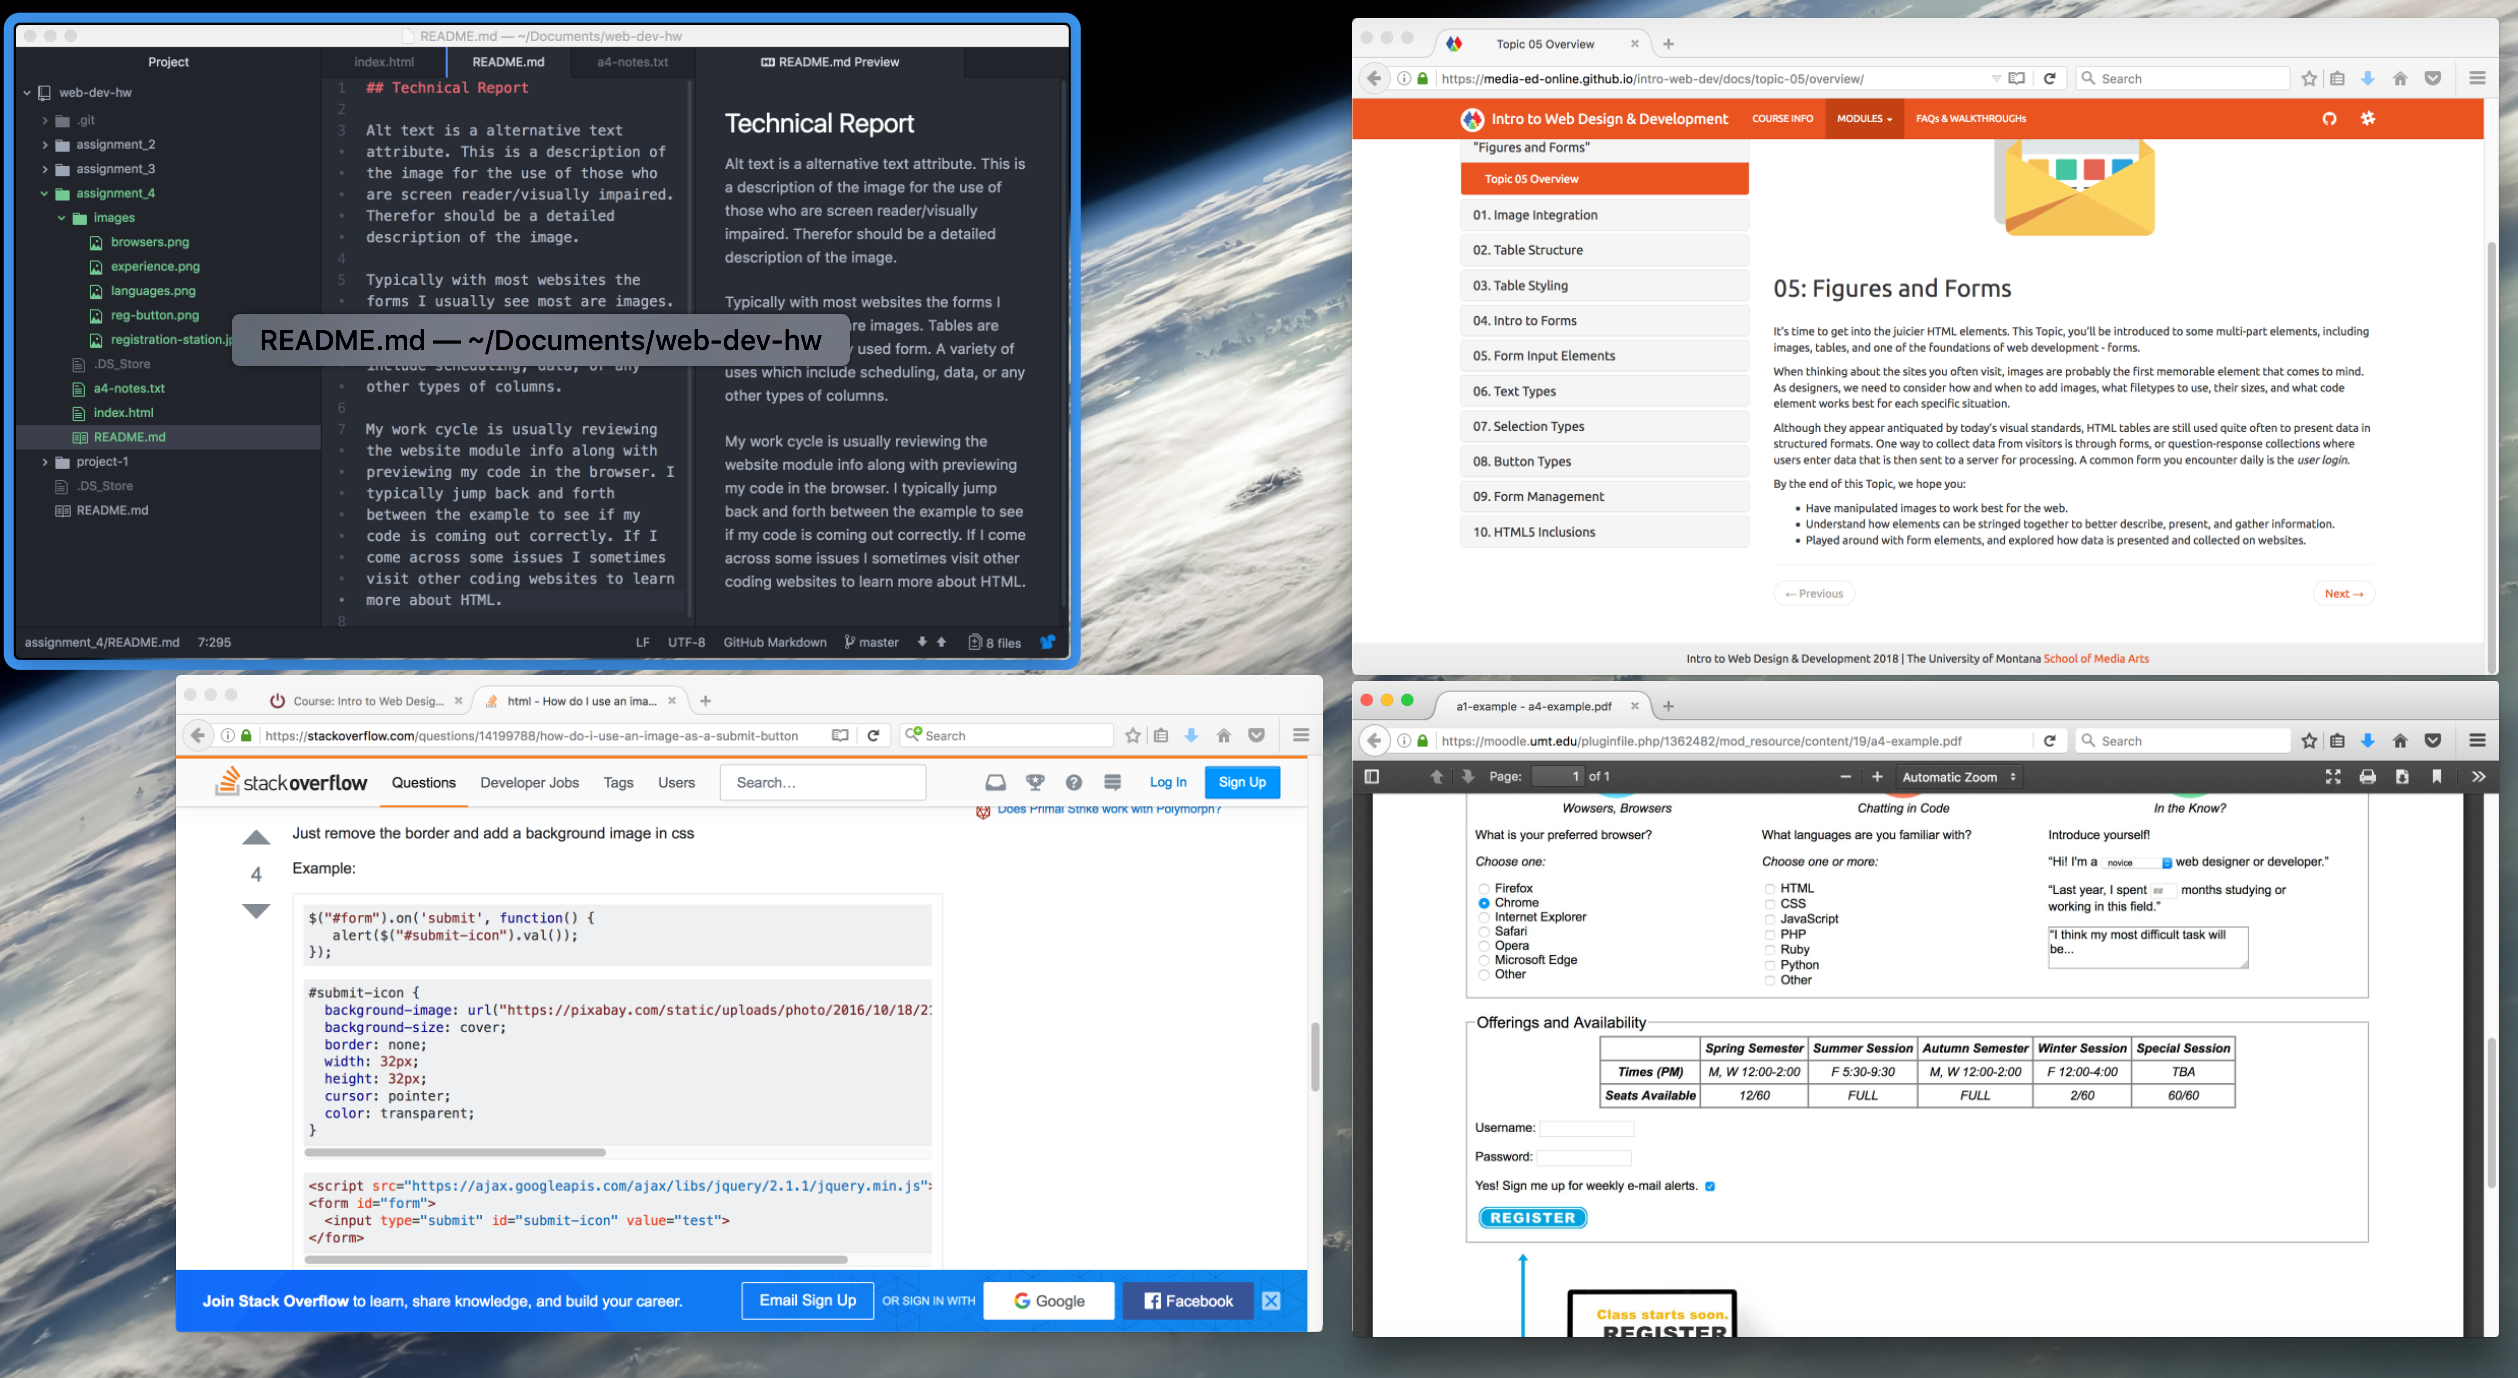 README.md — ~/Documents/web-dev-hw
Project
web-dev-hw
.git
assignment_2
assignment_3
assignment_4
images
browsers.png
experience.png
languages.png
reg-button.png
registration-station.jp
.DS_Store
a4-notes.txt
index.html
README.md
project-1
.DS_Store
README.md
index.html
README.md
a4-notes.txt
README.md Preview
1 ## Technical Report
2
3 Alt text is a alternative text
attribute. This is a description of
the image for the use of those who
are screen reader/visually impaired.
Therefor should be a detailed
description of the image.
4
5 Typically with most websites the
forms I usually see most are images.
include scheduling, data, or any
other types of columns.
6
7 My work cycle is usually reviewing
the website module info along with
previewing my code in the browser. I
typically jump back and forth
between the example to see if my
code is coming out correctly. If I
come across some issues I sometimes
visit other coding websites to learn
more about HTML.
8
Technical Report
Alt text is a alternative text attribute. This is
a description of the image for the use of
those who are screen reader/visually
impaired. Therefor should be a detailed
description of the image.
Typically with most websites the forms I
re images. Tables are
y used form. A variety of
uses which include scheduling, data, or any
other types of columns.
My work cycle is usually reviewing the
website module info along with previewing
my code in the browser. I typically jump
back and forth between the example to see
if my code is coming out correctly. If I come
across some issues I sometimes visit other
coding websites to learn more about HTML.
README.md — ~/Documents/web-dev-hw
assignment_4/README.md 7:295
LF UTF-8 GitHub Markdown master 8 files
Topic 05 Overview
https://media-ed-online.github.io/intro-web-dev/docs/topic-05/overview/
Search
Intro to Web Design & Development
COURSE INFO
MODULES
FAQs & WALKTHROUGHs
"Figures and Forms"
Topic 05 Overview
01. Image Integration
02. Table Structure
03. Table Styling
04. Intro to Forms
05. Form Input Elements
06. Text Types
07. Selection Types
08. Button Types
09. Form Management
10. HTML5 Inclusions
05: Figures and Forms
It's time to get into the juicier HTML elements. This Topic, you'll be introduced to some multi-part elements, including
images, tables, and one of the foundations of web development - forms.
When thinking about the sites you often visit, images are probably the first memorable element that comes to mind.
As designers, we need to consider how and when to add images, what filetypes to use, their sizes, and what code
element works best for each specific situation.
Although they appear antiquated by today's visual standards, HTML tables are still used quite often to present data in
structured formats. One way to collect data from visitors is through forms, or question-response collections where
users enter data that is then sent to a server for processing. A common form you encounter daily is the user login.
By the end of this Topic, we hope you:
• Have manipulated images to work best for the web.
• Understand how elements can be stringed together to better describe, present, and gather information.
• Played around with form elements, and explored how data is presented and collected on websites.
← Previous
Next →
Intro to Web Design & Development 2018 | The University of Montana School of Media Arts
Course: Intro to Web Desig...
html - How do I use an ima...
https://stackoverflow.com/questions/14199788/how-do-i-use-an-image-as-a-submit-button
Search
stackoverflow
Questions
Developer Jobs
Tags
Users
Search...
Log In
Sign Up
Does Primal Strike work with Polymorph?
Just remove the border and add a background image in css
4
Example:
$("#form").on('submit', function() {
alert($("#submit-icon").val());
});
#submit-icon {
background-image: url("https://pixabay.com/static/uploads/photo/2016/10/18/21
background-size: cover;
border: none;
width: 32px;
height: 32px;
cursor: pointer;
color: transparent;
}
<script src="https://ajax.googleapis.com/ajax/libs/jquery/2.1.1/jquery.min.js">
<form id="form">
<input type="submit" id="submit-icon" value="test">
</form>
Join Stack Overflow to learn, share knowledge, and build your career.
Email Sign Up
OR SIGN IN WITH
Google
Facebook
a1-example - a4-example.pdf
https://moodle.umt.edu/pluginfile.php/1362482/mod_resource/content/19/a4-example.pdf
Search
Page: 1 of 1
Automatic Zoom
Wowsers, Browsers
What is your preferred browser?
Choose one:
Firefox
Chrome
Internet Explorer
Safari
Opera
Microsoft Edge
Other
Chatting in Code
What languages are you familiar with?
Choose one or more:
HTML
CSS
JavaScript
PHP
Ruby
Python
Other
In the Know?
Introduce yourself!
"Hi! I'm a novice web designer or developer."
"Last year, I spent ## months studying or
working in this field."
"I think my most difficult task will
be...
Offerings and Availability
Spring Semester Summer Session Autumn Semester Winter Session Special Session
Times (PM) M, W 12:00-2:00 F 5:30-9:30 M, W 12:00-2:00 F 12:00-4:00 TBA
Seats Available 12/60 FULL FULL 2/60 60/60
Username:
Password:
Yes! Sign me up for weekly e-mail alerts.
REGISTER
Class starts soon.
REGISTER